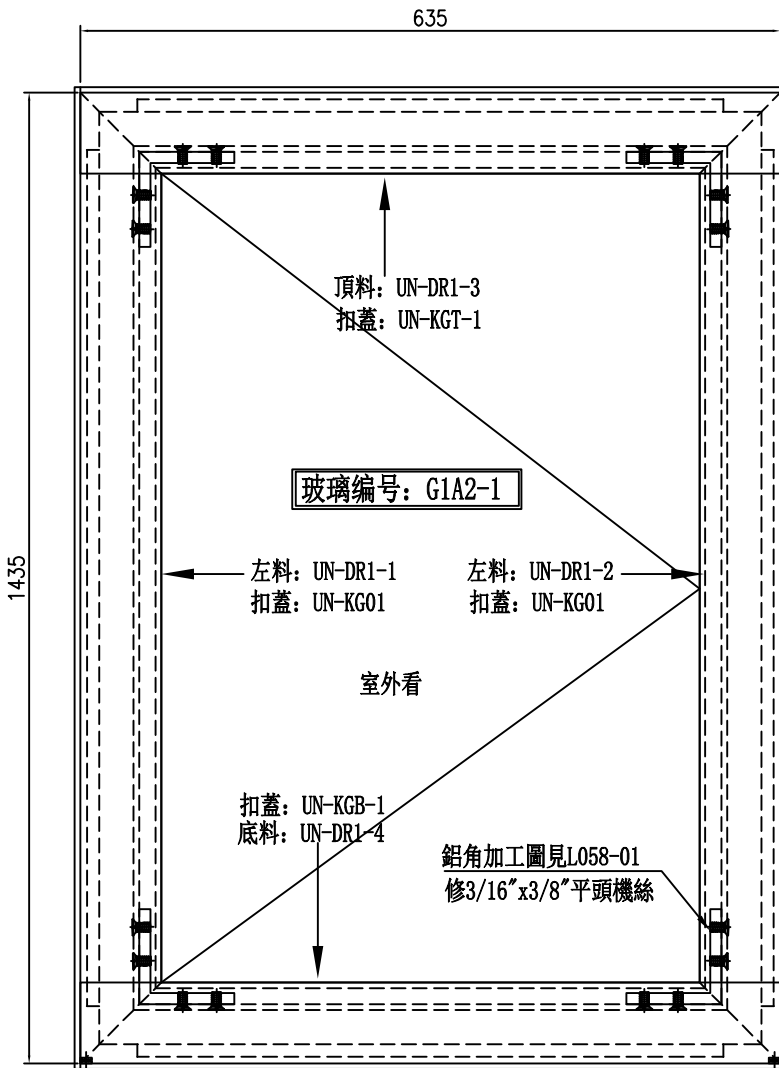 635
頂料: UN-DR1-3
扣蓋: UN-KGT-1
玻璃编号: G1A2-1
1435
左料: UN-DR1-1
扣蓋: UN-KG01
左料: UN-DR1-2
扣蓋: UN-KG01
室外看
扣蓋: UN-KGB-1
底料: UN-DR1-4
鋁角加工圖見L058-01
修3/16"x3/8"平頭機絲